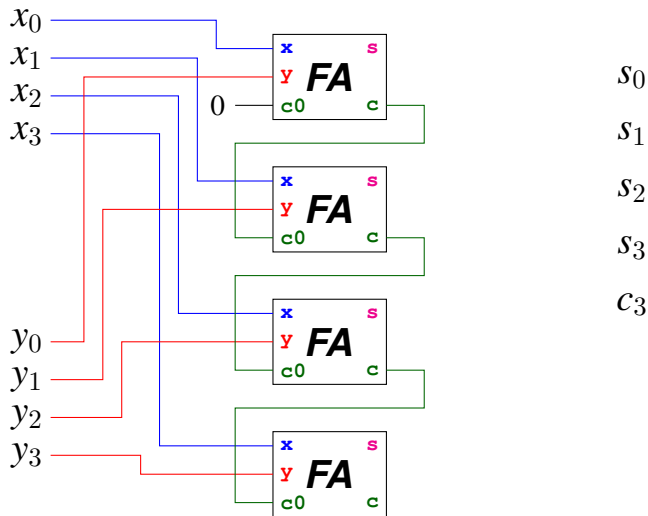 x₀
x₁
x₂
x₃
y₀
y₁
y₂
y₃
0
x s
y FA
c0 c
x s
y FA
c0 c
x s
y FA
c0 c
x s
y FA
c0 c
s₀
s₁
s₂
s₃
c₃